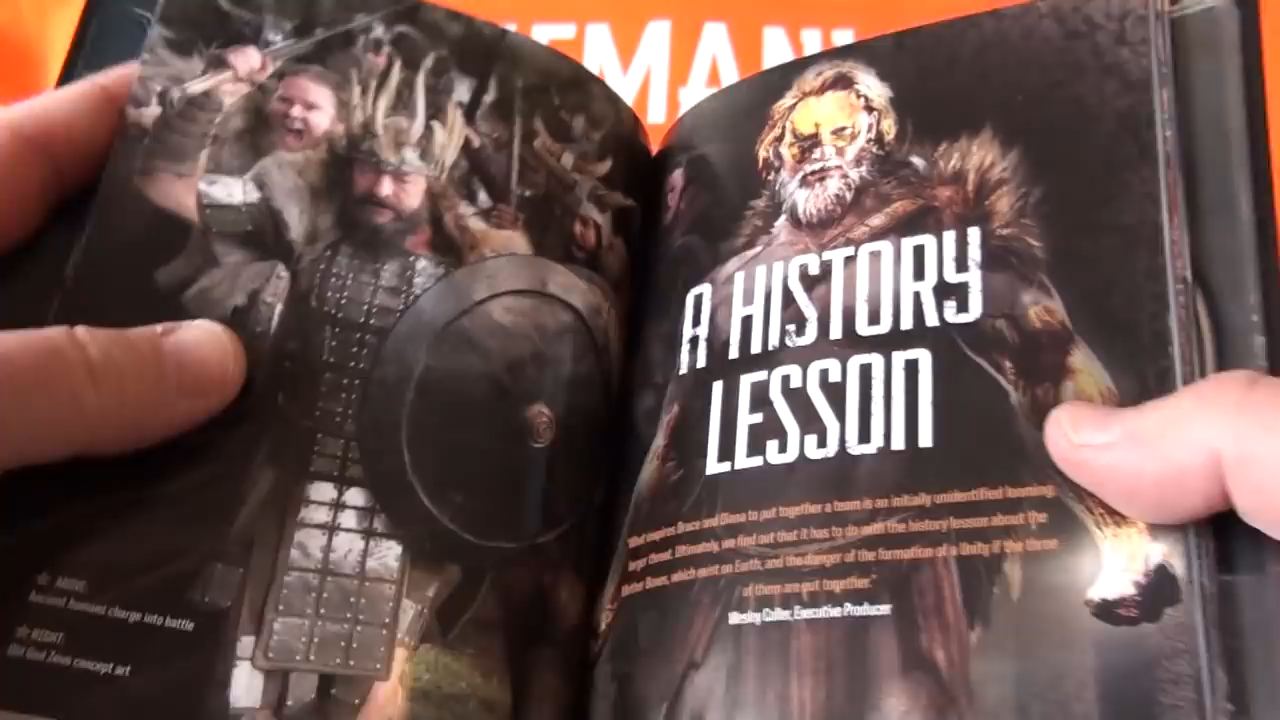 EMAN
ABOVE:
Ancient humans charge into battle
RIGHT:
Old God Zeus concept art
A HISTORY
LESSON
"What inspires Bruce and Diana to put together a team is an initially unidentified looming
larger threat. Ultimately, we find out that it has to do with the history lesson about the
Mother Boxes, which exist on Earth, and the danger of the formation of a Unity if the three
of them are put together."
Wesley Coller, Executive Producer